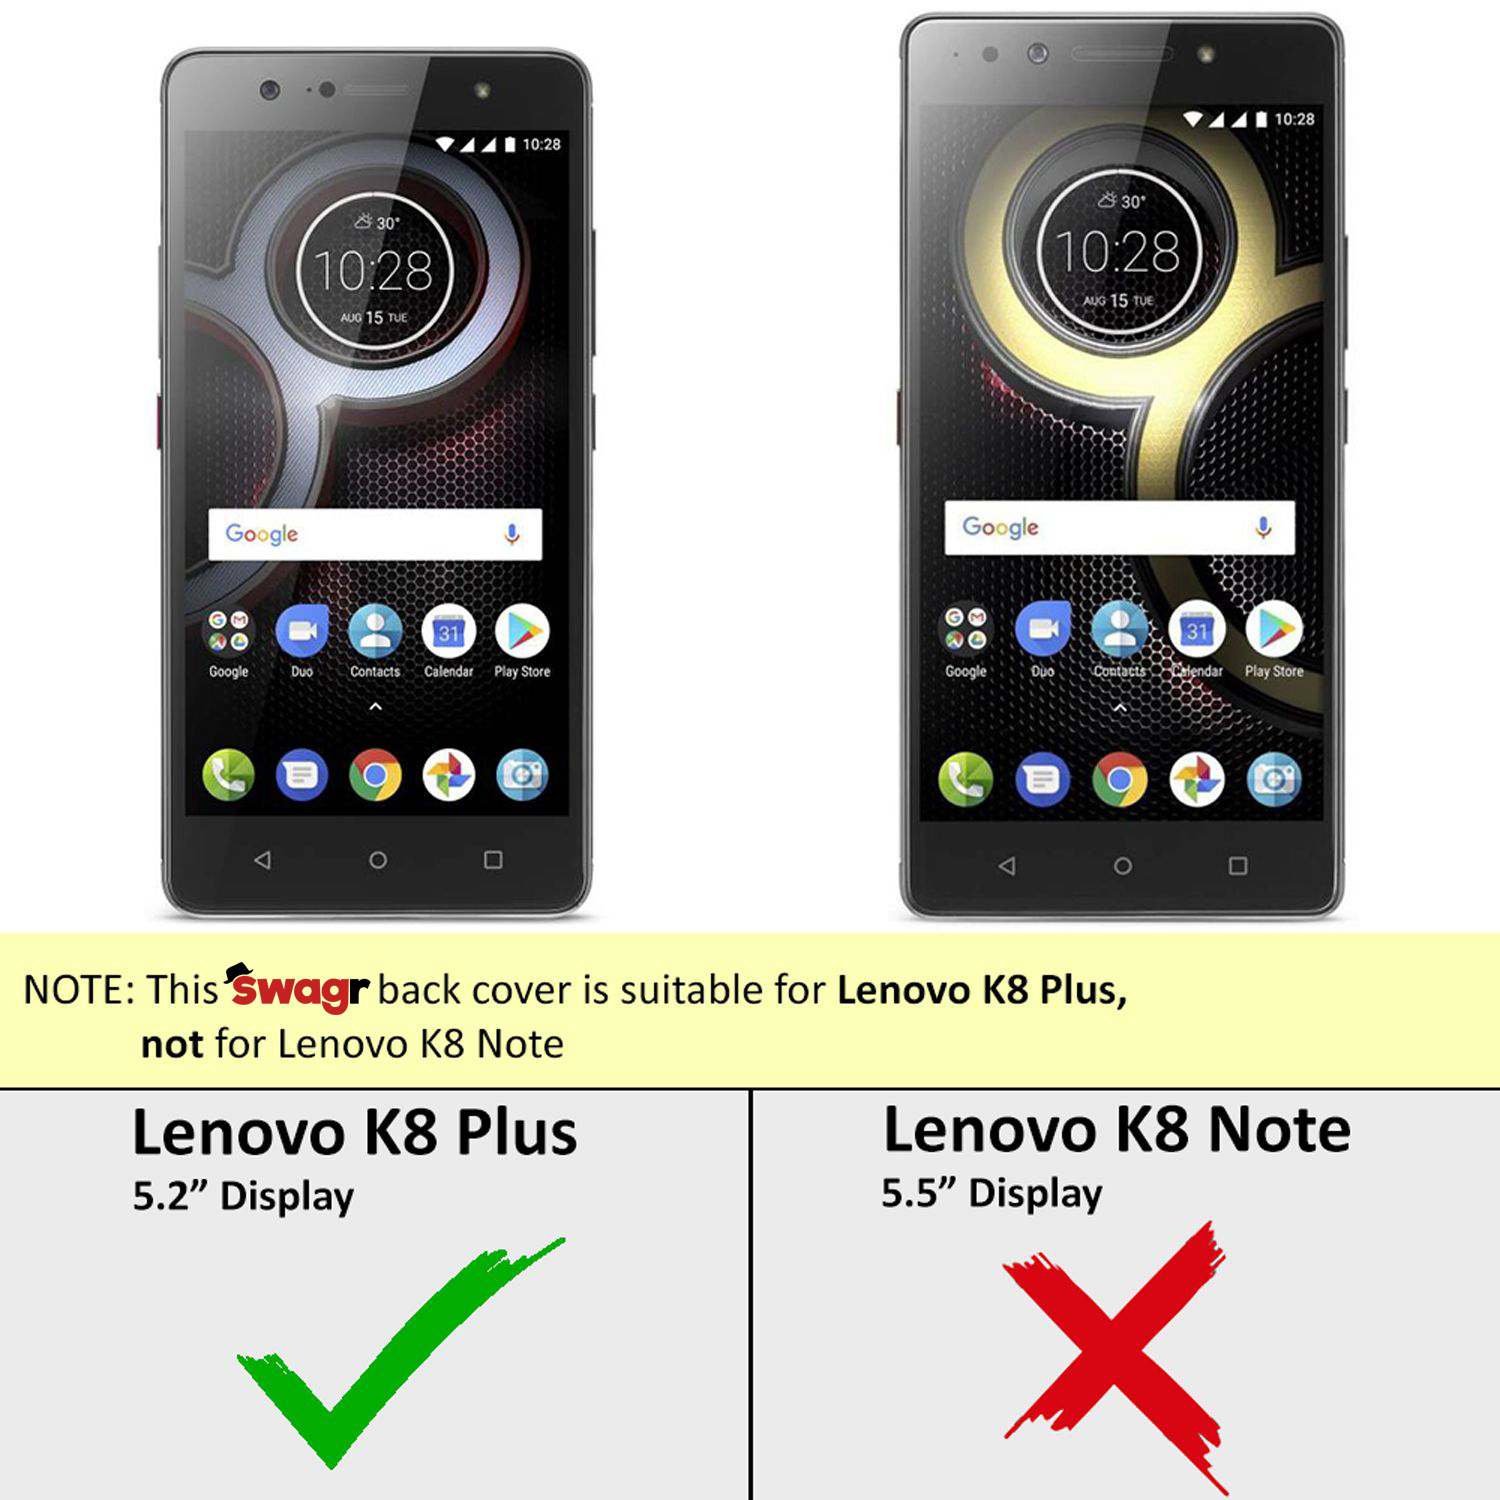 10:28
30°
10:28
AUG 15 TUE
Google
31
Google Duo Contacts Calendar Play Store
10:28
30°
10:28
AUG 15 TUE
Google
31
Google Duo Contacts Calendar Play Store
NOTE: This swagr back cover is suitable for Lenovo K8 Plus,
not for Lenovo K8 Note
Lenovo K8 Plus
5.2” Display
Lenovo K8 Note
5.5” Display